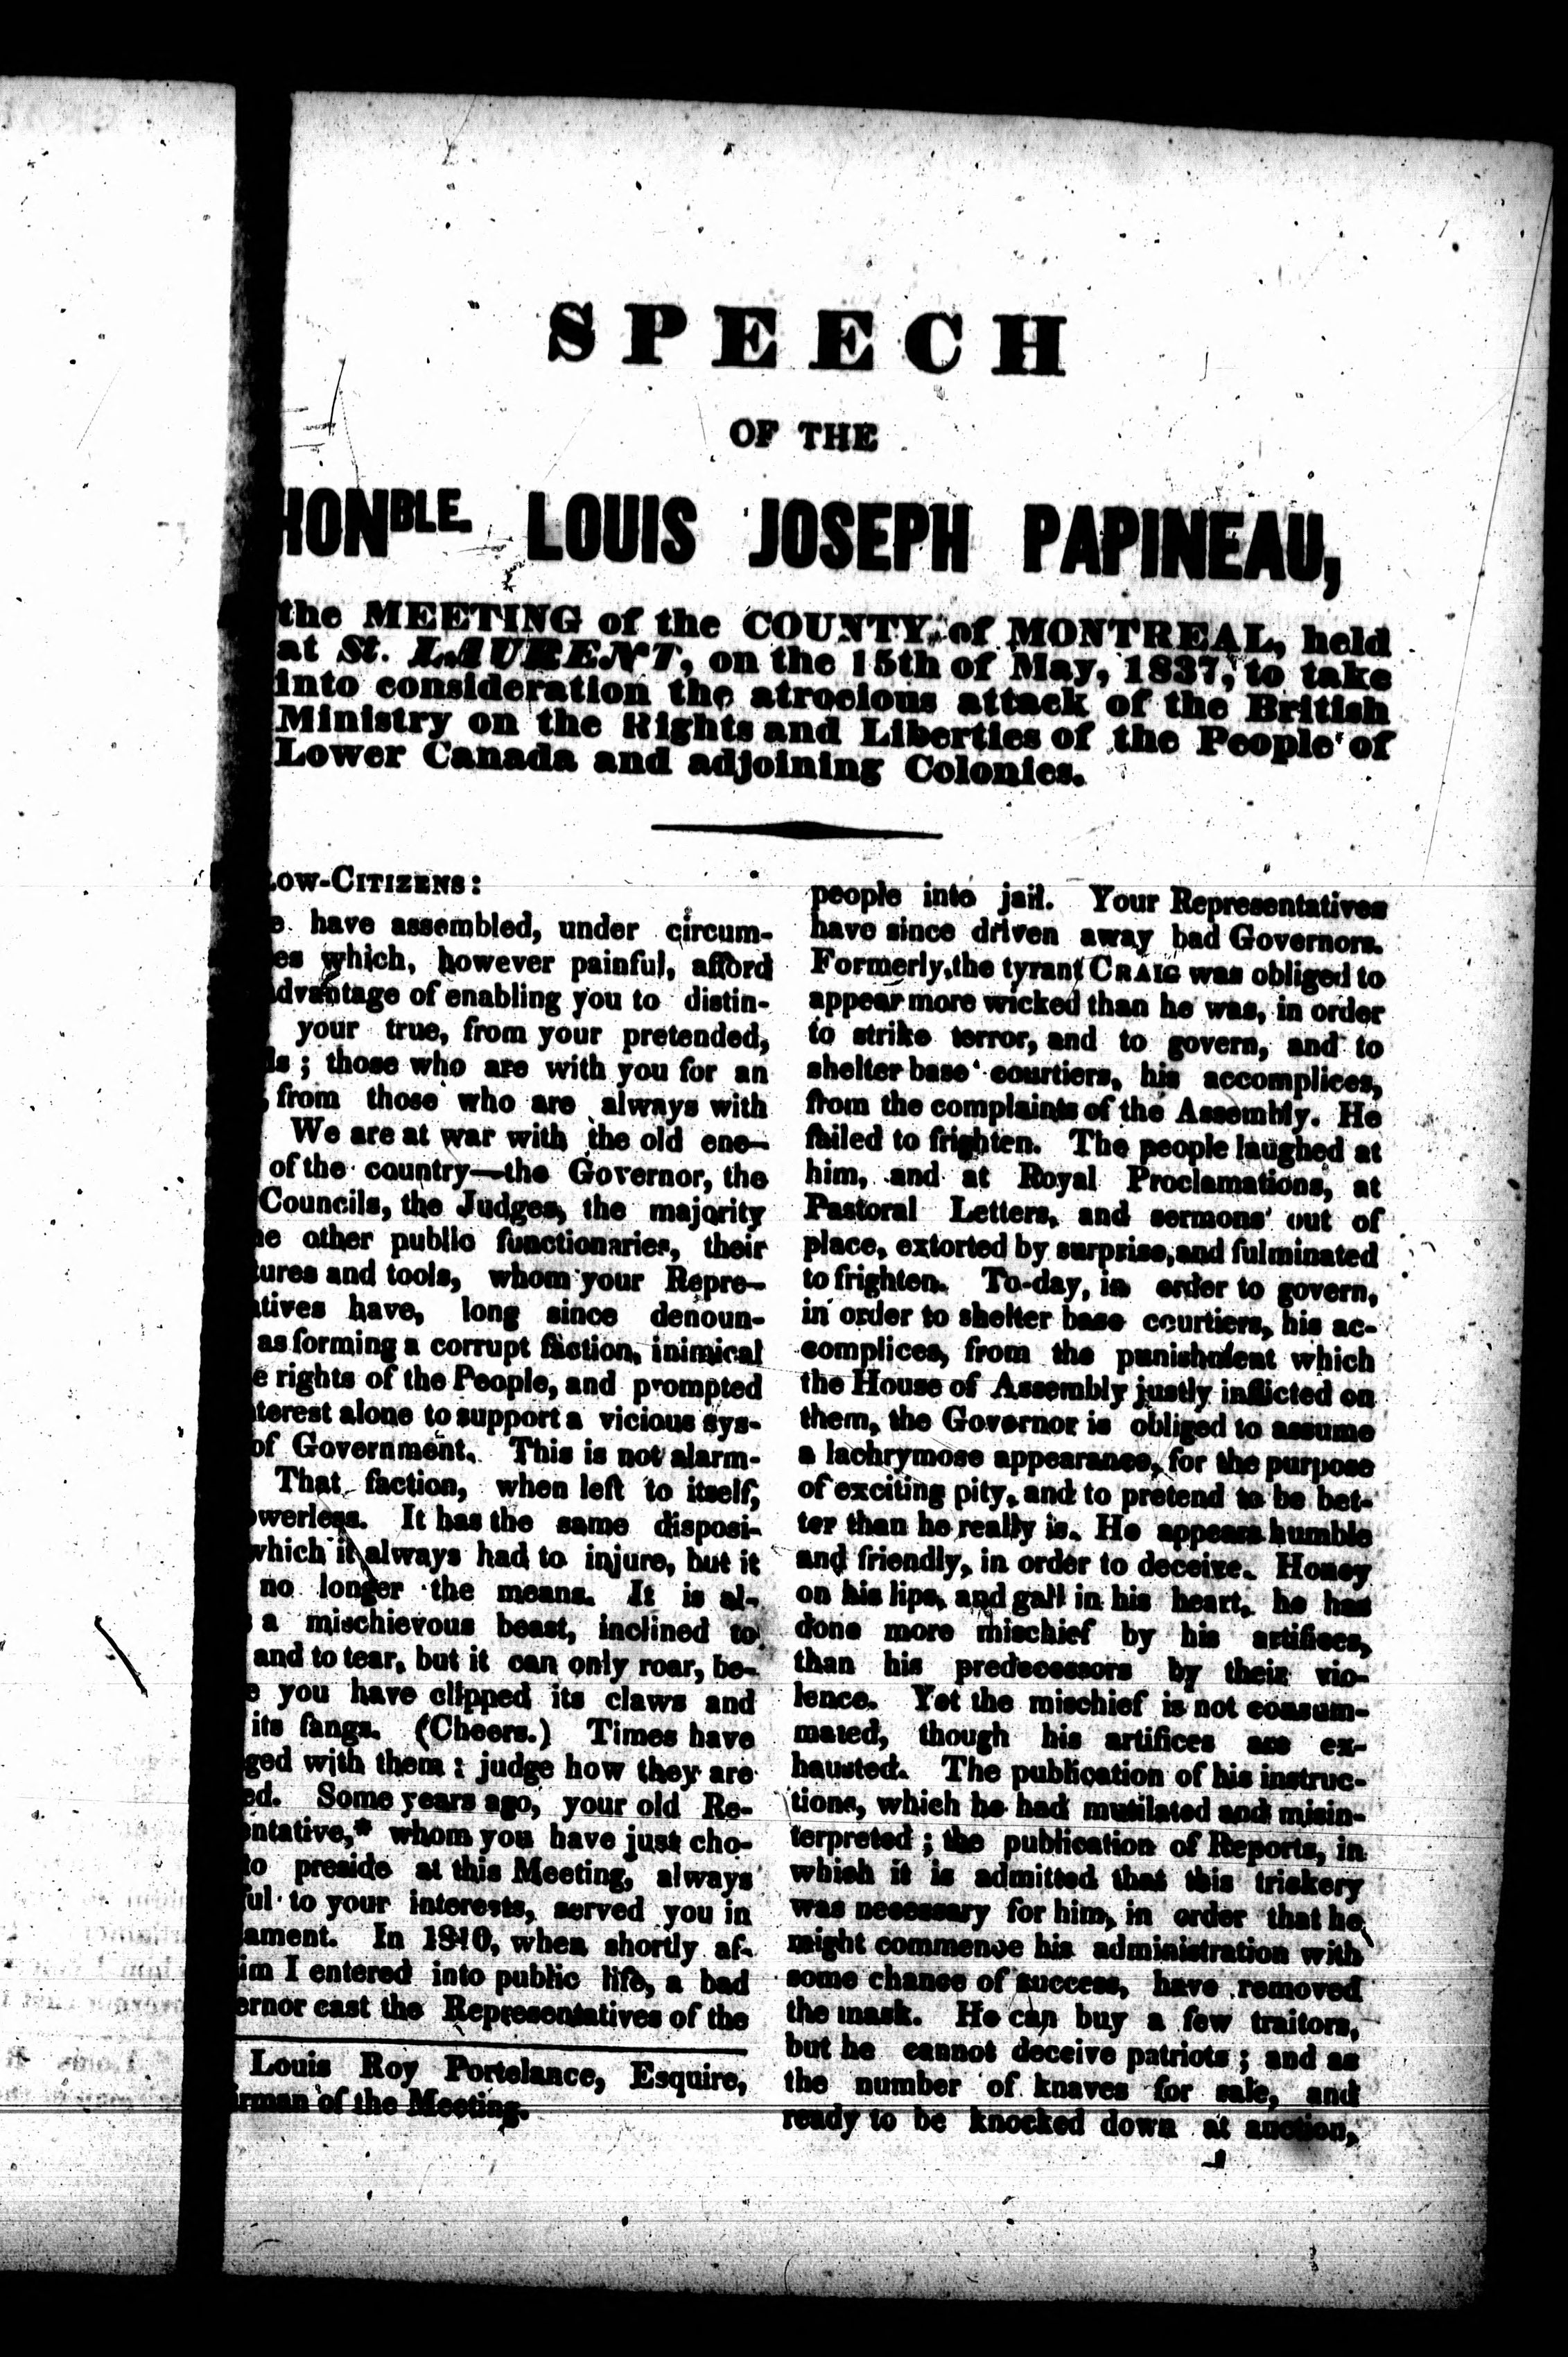 SPEECH
OF THE
HONBLE. LOUIS JOSEPH PAPINEAU,
the MEETING of the COUNTY of MONTREAL, held
at St. LAURENT, on the 15th of May, 1837, to take
into consideration the atrocious attack of the British
Ministry on the Rights and Liberties of the People of
Lower Canada and adjoining Colonies.
LOW-CITIZENS:
e have assembled, under circum-
es which, however painful, afford
advantage of enabling you to distin-
your true, from your pretended,
ds; those who are with you for an
from those who are always with
We are at war with the old ene-
of the country—the Governor, the
Councils, the Judges, the majority
he other public functionaries, their
tures and tools, whom your Repre-
atives have, long since denoun-
as forming a corrupt faction, inimical
e rights of the People, and prompted
nterest alone to support a vicious sys-
of Government. This is not alarm-
That faction, when left to itself,
owerless. It has the same disposi-
which it always had to injure, but it
no longer the means. It is al-
a mischievous beast, inclined to
and to tear, but it can only roar, be-
e you have clipped its claws and
its fangs. (Cheers.) Times have
ged with them: judge how they are
ed. Some years ago, your old Re-
entative,* whom you have just cho-
to preside at this Meeting, always
ful to your interests, served you in
ament. In 1810, when shortly af-
im I entered into public life, a bad
ernor cast the Representatives of the
Louis Roy Portelance, Esquire,
irman of the Meeting.
people into jail. Your Representatives
have since driven away bad Governors.
Formerly, the tyrant CRAIG was obliged to
appear more wicked than he was, in order
to strike terror, and to govern, and to
shelter base courtiers, his accomplices,
from the complaints of the Assembly. He
failed to frighten. The people laughed at
him, and at Royal Proclamations, at
Pastoral Letters, and sermons out of
place, extorted by surprise, and fulminated
to frighten. To-day, in order to govern,
in order to shelter base courtiers, his ac-
complices, from the punishment which
the House of Assembly justly inflicted on
them, the Governor is obliged to assume
a lachrymose appearance, for the purpose
of exciting pity, and to pretend to be bet-
ter than he really is. He appears humble
and friendly, in order to deceive. Honey
on his lips, and gall in his heart, he has
done more mischief by his artifices,
than his predecessors by their vio-
lence. Yet the mischief is not consum-
mated, though his artifices are ex-
hausted. The publication of his instruc-
tions, which he had mutilated and misin-
terpreted; the publication of Reports, in
which it is admitted that this trickery
was necessary for him, in order that he
might commence his administration with
some chance of success, have removed
the mask. He can buy a few traitors,
but he cannot deceive patriots; and as
the number of knaves for sale, and
ready to be knocked down at auction,